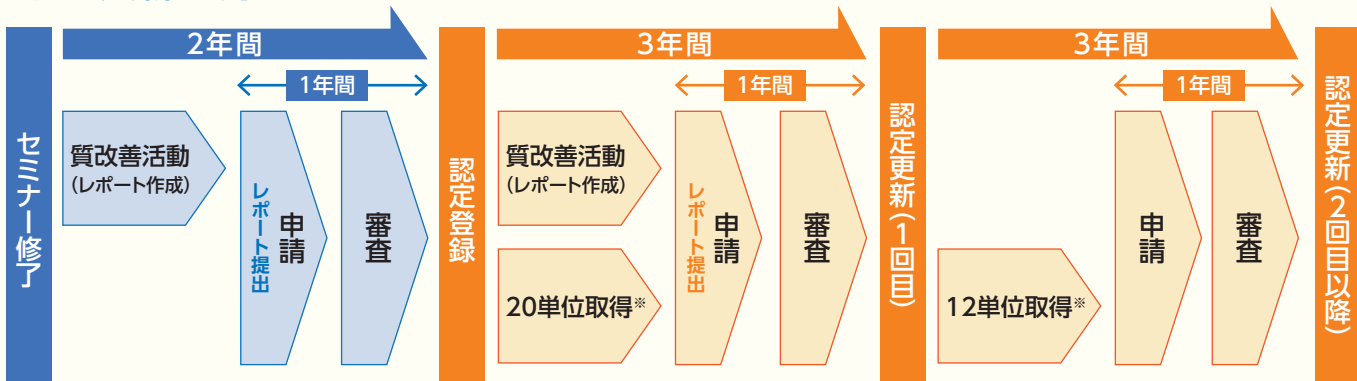 セミナー修了
2年間
1年間
質改善活動
(レポート作成)
レポート提出
申請
審査
認定登録
3年間
1年間
質改善活動
(レポート作成)
20単位取得※
レポート提出
申請
審査
認定更新(1回目)
3年間
1年間
12単位取得※
申請
審査
認定更新(2回目以降)